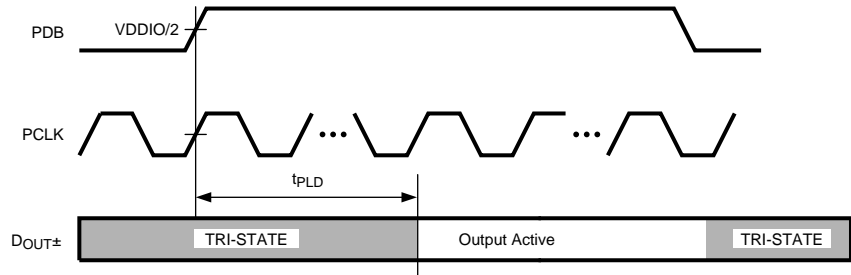 PDB
VDDIO/2
PCLK
tPLD
DOUT±
TRI-STATE
Output Active
TRI-STATE